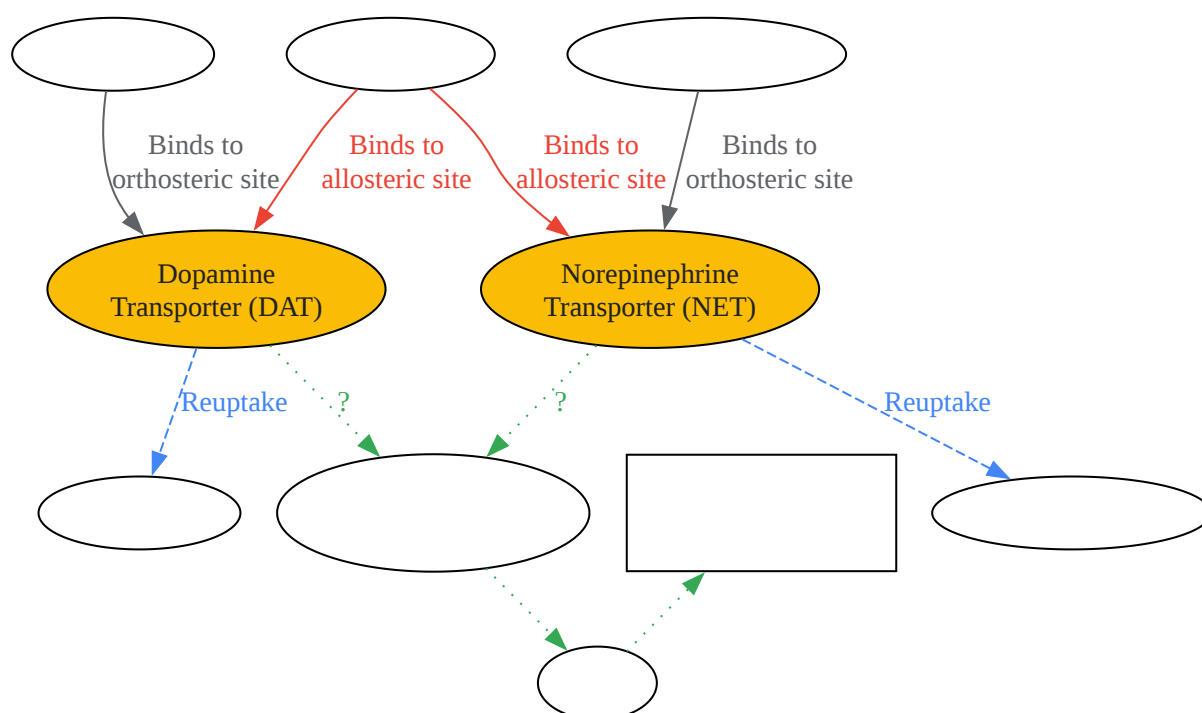 Binds to
orthosteric site
Binds to
allosteric site
Binds to
allosteric site
Binds to
orthosteric site
Dopamine
Transporter (DAT)
Norepinephrine
Transporter (NET)
Reuptake
?
?
Reuptake